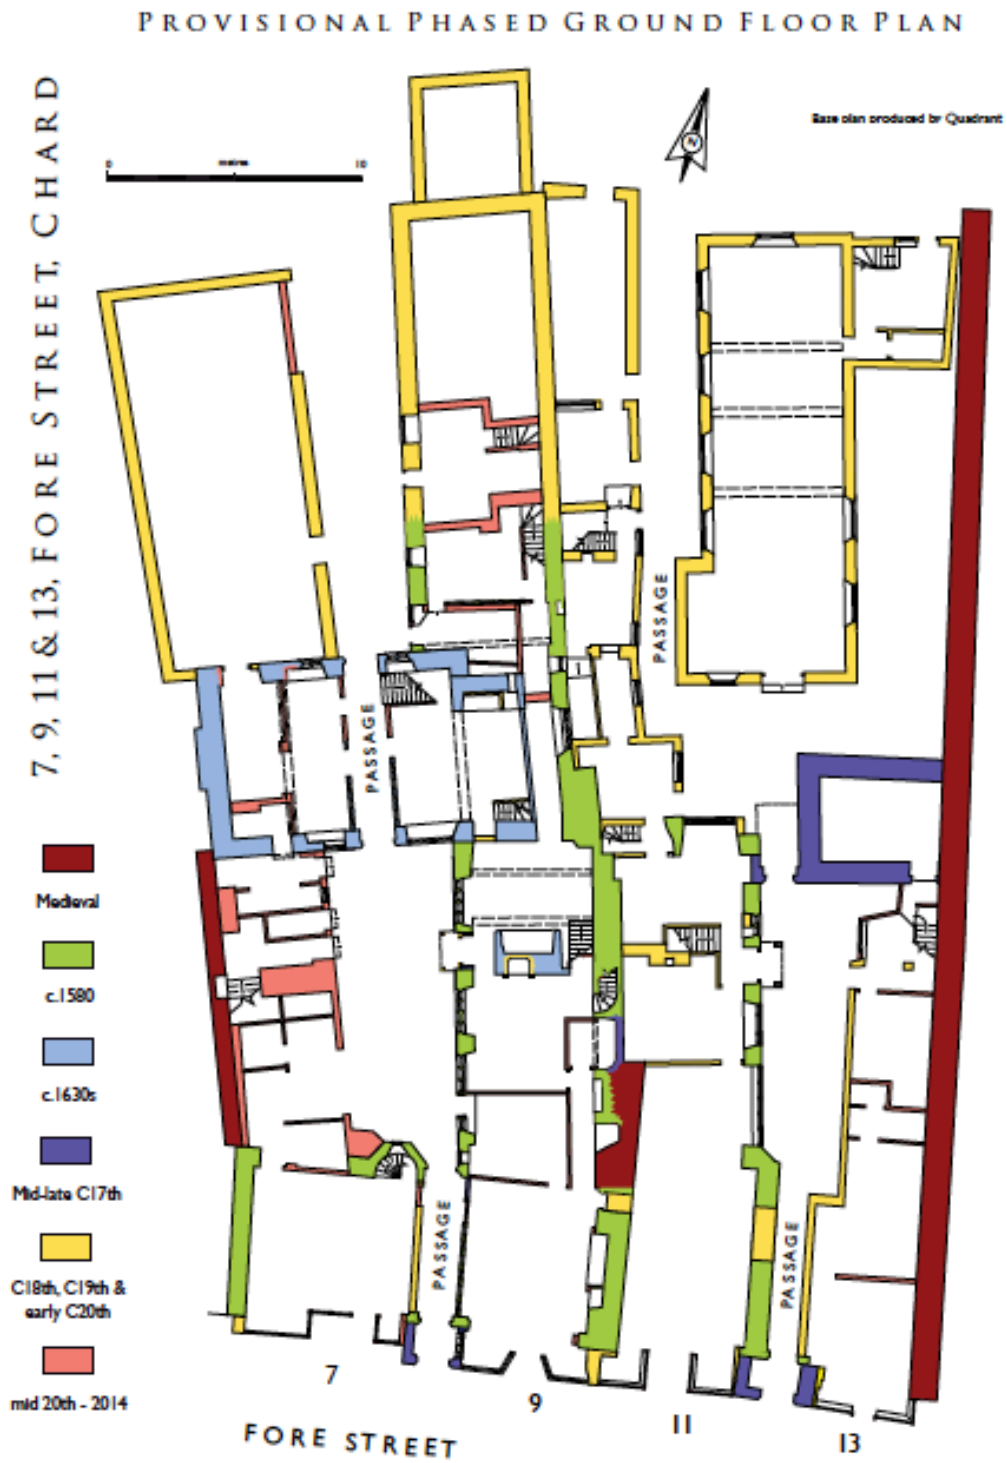 PROVISIONAL PHASED GROUND FLOOR PLAN
7, 9, 11 & 13, FORE STREET, CHARD
Base plan produced by Quadrant
0 metres 10
N
PASSAGE
PASSAGE
PASSAGE
PASSAGE
Medieval
c.1580
c.1630s
Mid-late C17th
C18th, C19th &
early C20th
mid 20th - 2014
7
9
11
13
FORE STREET